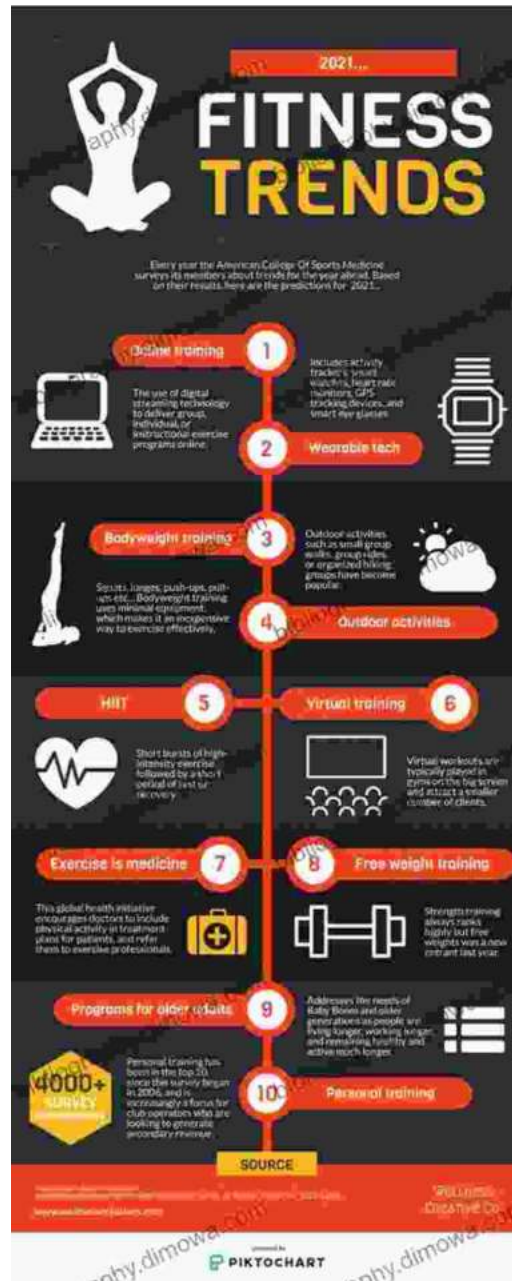 2021...
FITNESS
TRENDS
Every year the American College Of Sports Medicine
surveys its members about trends for the year ahead. Based
on their results, here are the predictions for 2021...
Online training
1
The use of digital
streaming technology
to deliver group,
individual, or
instructional exercise
programs online.
Includes activity
trackers, smart
watches, heart rate
monitors, GPS
tracking devices, and
smart eye glasses
2
Wearable tech
Bodyweight training
3
Squats, lunges, push-ups, pull-
ups etc... Bodyweight training
uses minimal equipment,
which makes it an inexpensive
way to exercise effectively.
Outdoor activities
such as small group
walks, group rides,
or organized hiking
groups have become
popular.
4
Outdoor activities
HIIT
5
Short bursts of high-
intensity exercise
followed by a short
period of rest or
recovery
Virtual training
6
Virtual workouts are
typically played in
gyms on the big screen
and attract a smaller
number of clients.
Exercise is medicine
7
This global health initiative
encourages doctors to include
physical activity in treatment
plans for patients, and refer
them to exercise professionals.
8
Free weight training
Strength training
always ranks
highly but free
weights was a new
entrant last year.
Programs for older adults
9
Addresses the needs of
Baby Boom and older
generations as people are
living longer, working longer,
and remaining healthy and
active much longer.
4000+
SURVEY
Personal training has
been in the top 10
since this survey began
in 2006, and is
increasingly a focus for
club operators who are
looking to generate
secondary revenue.
10
Personal training
SOURCE
Wellness
Creative Co
PIKTOCHART
dimowa.com